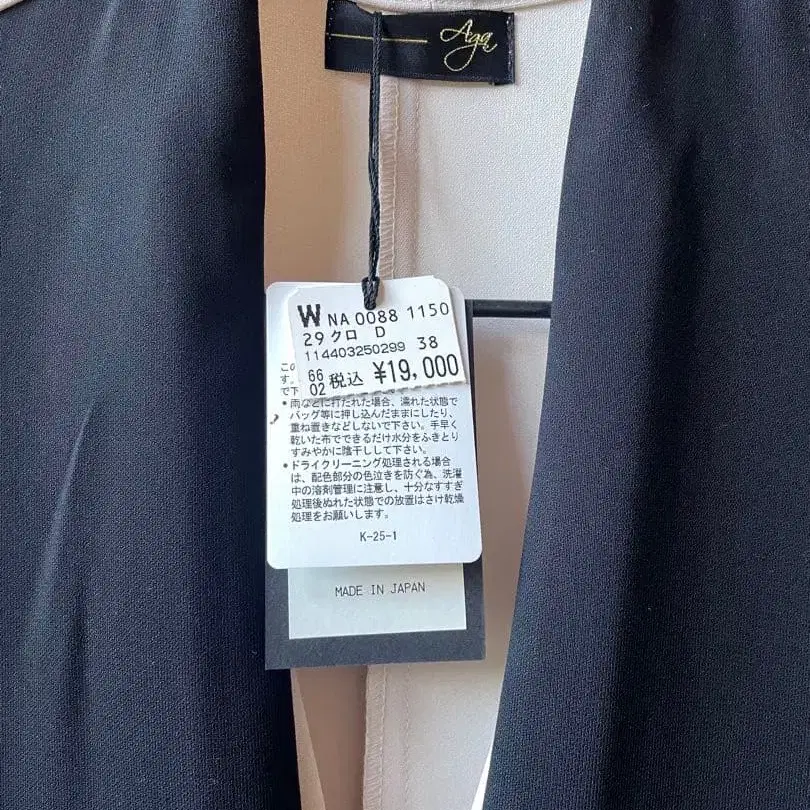 Aga
W NA 0088 1150
29 クロ D
114403250299 38
66
02 税込 ¥19,000
この
す。
で下
・雨などに打たれた場合、濡れた状態で
バッグ等に押し込んだままにしたり、
重ね置きなどしないで下さい。手早く
乾いた布でできるだけ水分をふきとり
すみやかに陰干しして下さい。
・ドライクリーニング処理される場合
は、配色部分の色泣きを防ぐ為、洗濯
中の溶剤管理に注意し、十分なすすぎ
処理後ぬれた状態での放置はさけ乾燥
処理をお願いします。
K-25-1
MADE IN JAPAN